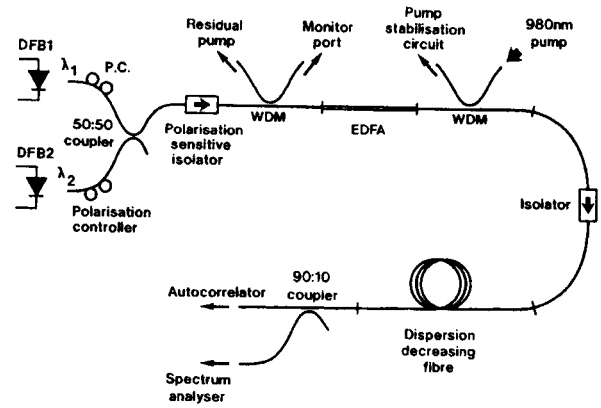 DFB1
λ1
P.C.
50:50
coupler
DFB2
λ2
Polarisation
controller
Polarisation
sensitive
isolator
Residual
pump
Monitor
port
WDM
EDFA
Pump
stabilisation
circuit
980nm
pump
WDM
Isolator
Dispersion
decreasing
fibre
90:10
coupler
Autocorrelator
Spectrum
analyser